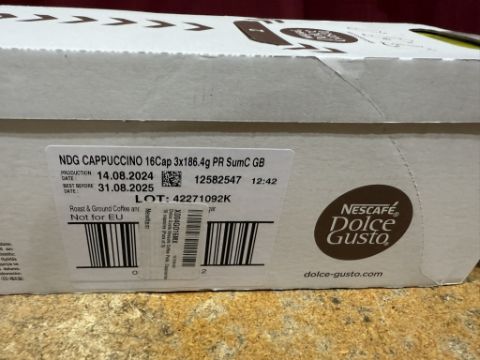 NDG CAPPUCCINO 16Cap 3x186.4g PR SumC GB
PRODUCTION DATE : 14.08.2024 12582547 12:42
BEST BEFORE DATE : 31.08.2025
LOT: 42271092K
Roast & Ground Coffee and
Not for EU
NESCAFÉ
Dolce
Gusto
dolce-gusto.com